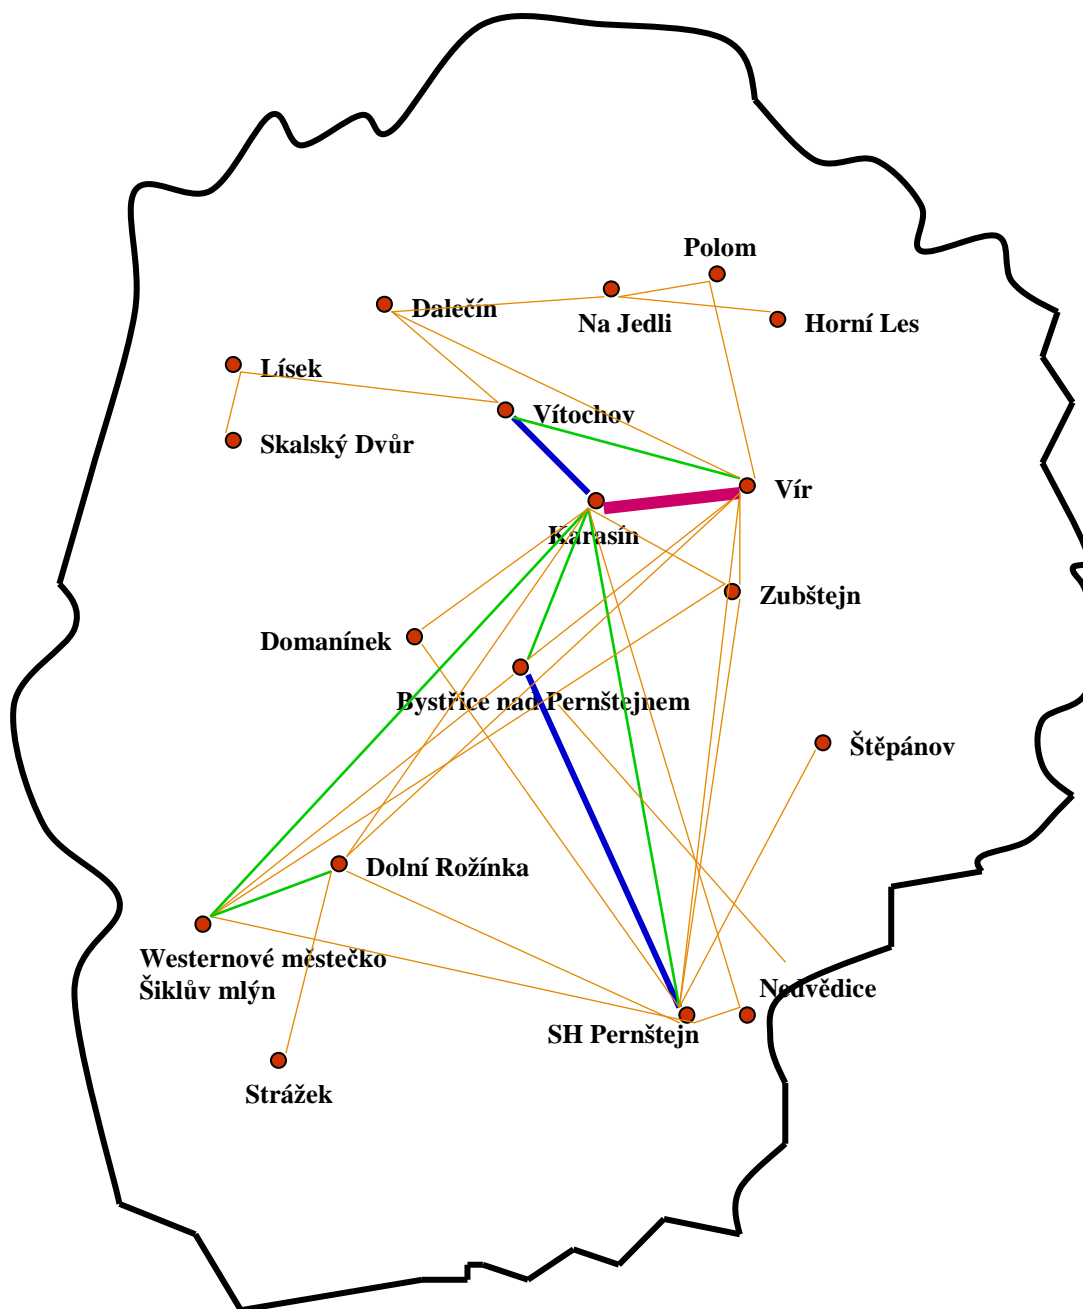 Polom
Dalečín
Na Jedli
Horní Les
Lísek
Vítochov
Skalský Dvůr
Vír
Karasín
Zubštejn
Domanínek
Bystřice nad Pernštejnem
Štěpánov
Dolní Rožínka
Westernové městečko
Šiklův mlýn
Nedvědice
SH Pernštejn
Strážek